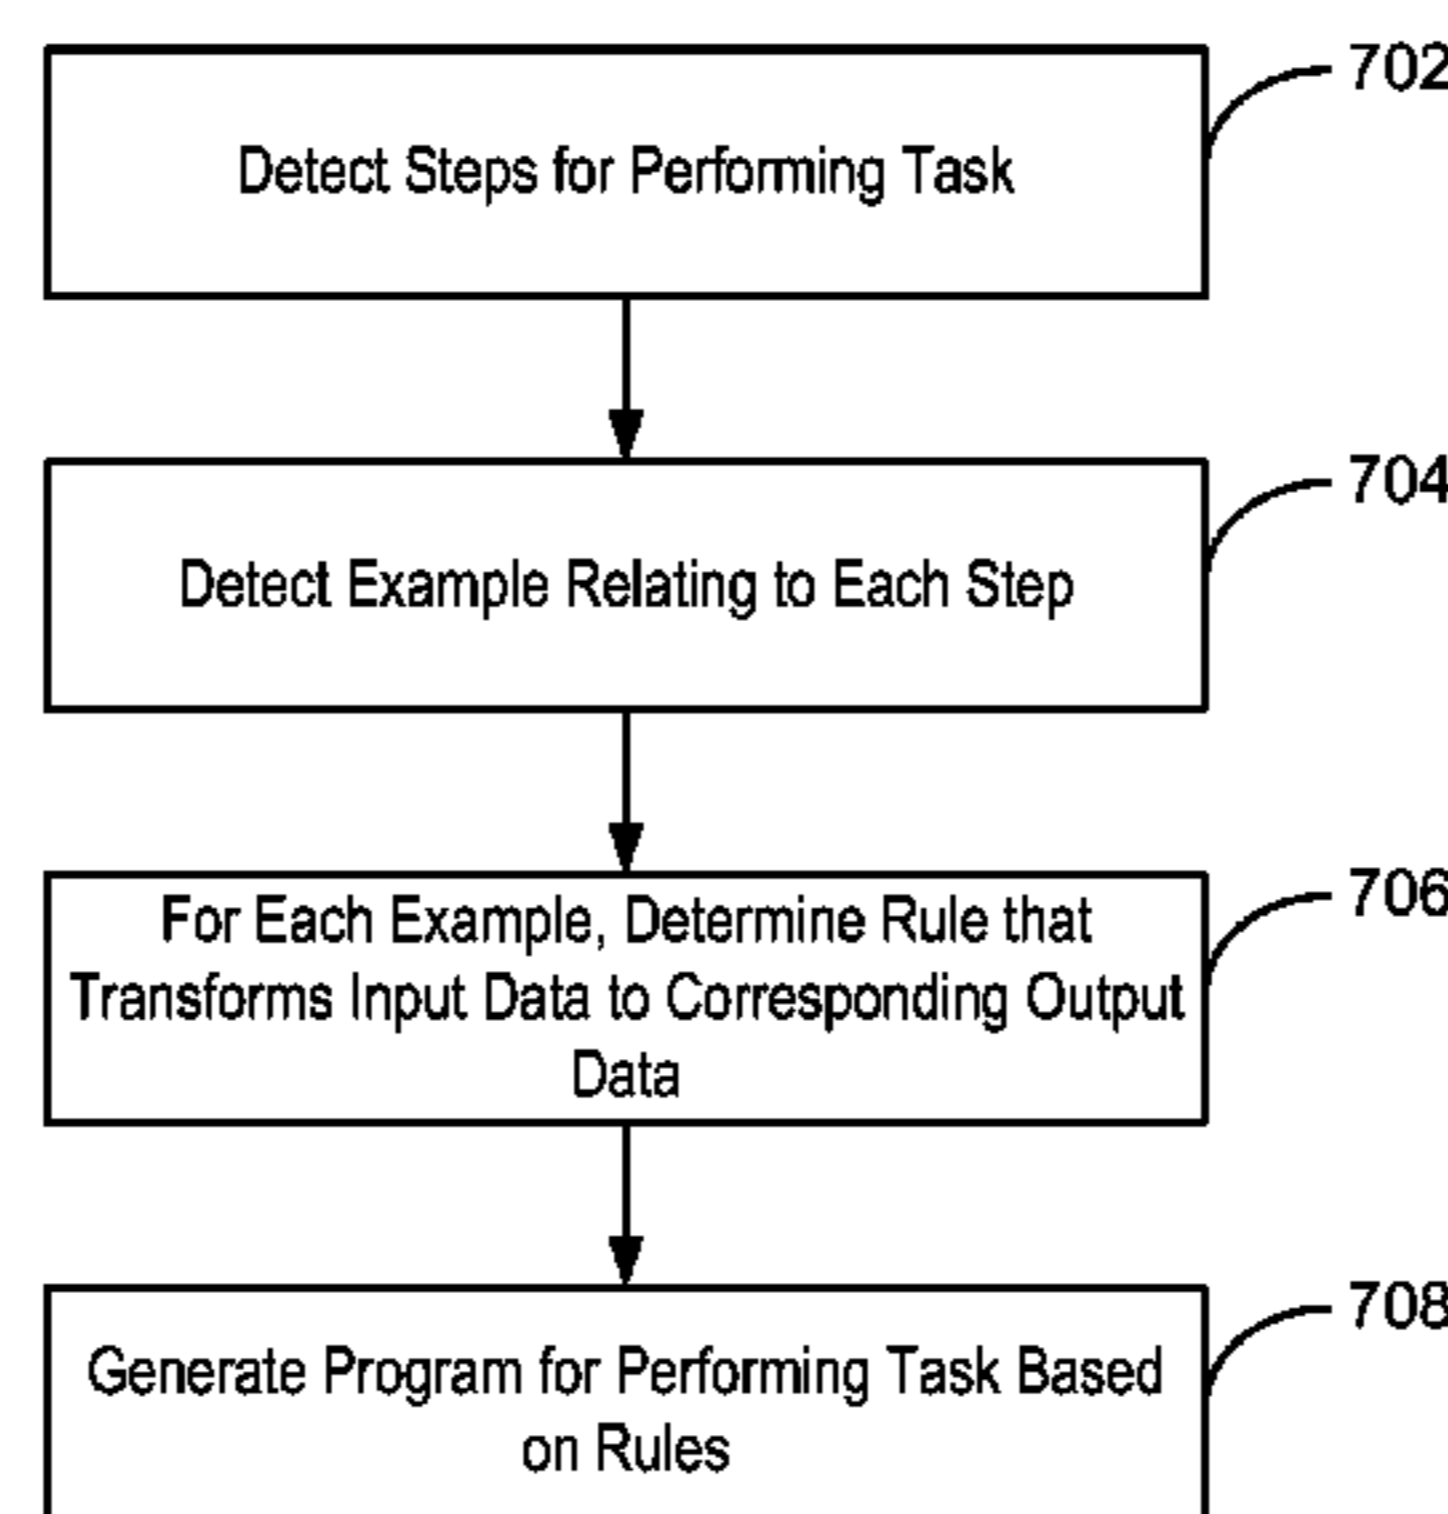 702
Detect Steps for Performing Task
704
Detect Example Relating to Each Step
706
For Each Example, Determine Rule that
Transforms Input Data to Corresponding Output
Data
708
Generate Program for Performing Task Based
on Rules